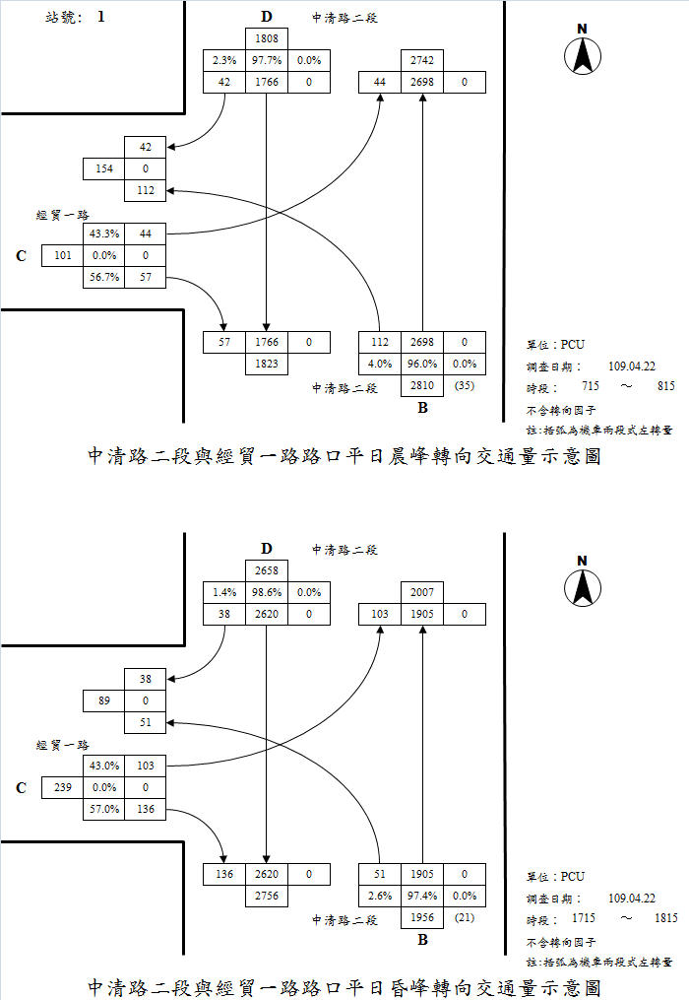 站號： 1
D 中清路二段
1808
2.3% 97.7% 0.0%
42 1766 0
2742
44 2698 0
N
42
154 0
112
經貿一路
43.3% 44
C 101 0.0% 0
56.7% 57
57 1766 0
1823
112 2698 0
4.0% 96.0% 0.0%
中清路二段 2810 (35)
B
單位：PCU
調查日期： 109.04.22
時段： 715 ～ 815
不含轉向因子
註:括弧為機車兩段式左轉量
中清路二段與經貿一路路口平日晨峰轉向交通量示意圖
D 中清路二段
2658
1.4% 98.6% 0.0%
38 2620 0
2007
103 1905 0
N
38
89 0
51
經貿一路
43.0% 103
C 239 0.0% 0
57.0% 136
136 2620 0
2756
51 1905 0
2.6% 97.4% 0.0%
中清路二段 1956 (21)
B
單位：PCU
調查日期： 109.04.22
時段： 1715 ～ 1815
不含轉向因子
註:括弧為機車兩段式左轉量
中清路二段與經貿一路路口平日昏峰轉向交通量示意圖